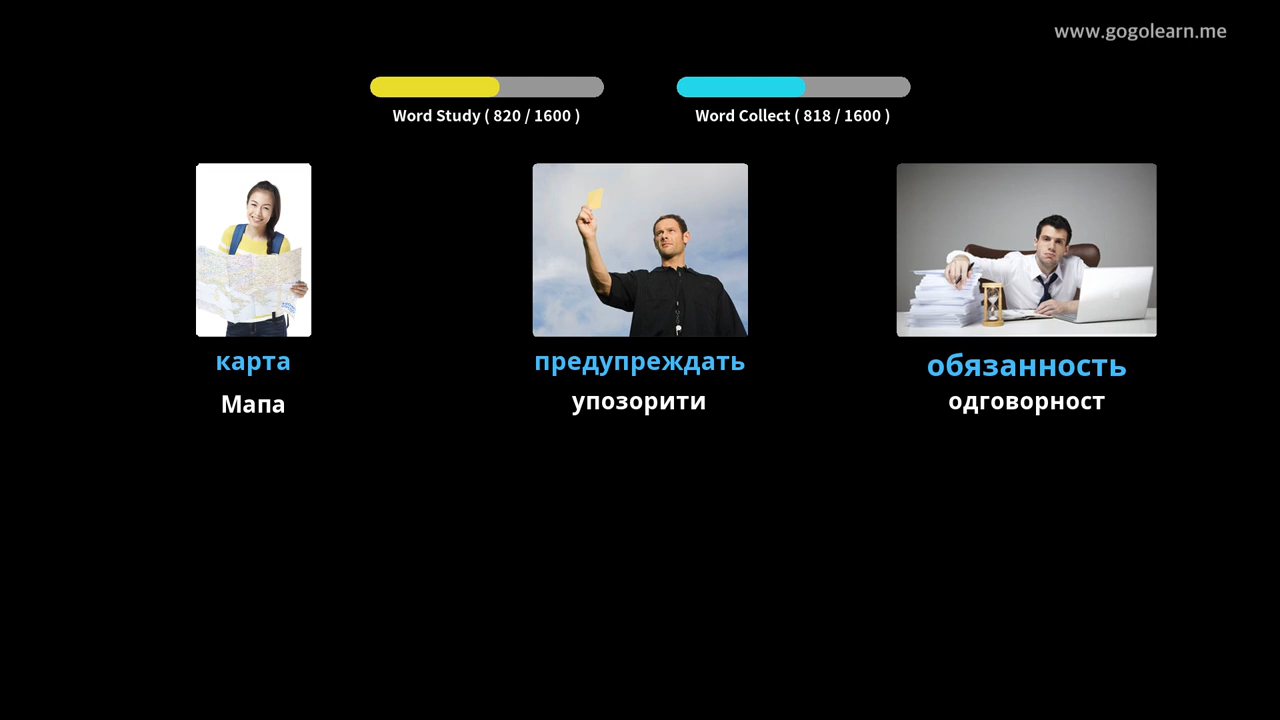 www.gogolearn.me
Word Study ( 820 / 1600 )
Word Collect ( 818 / 1600 )
карта
предупреждать
обязанность
Мапа
упозорити
одговорност